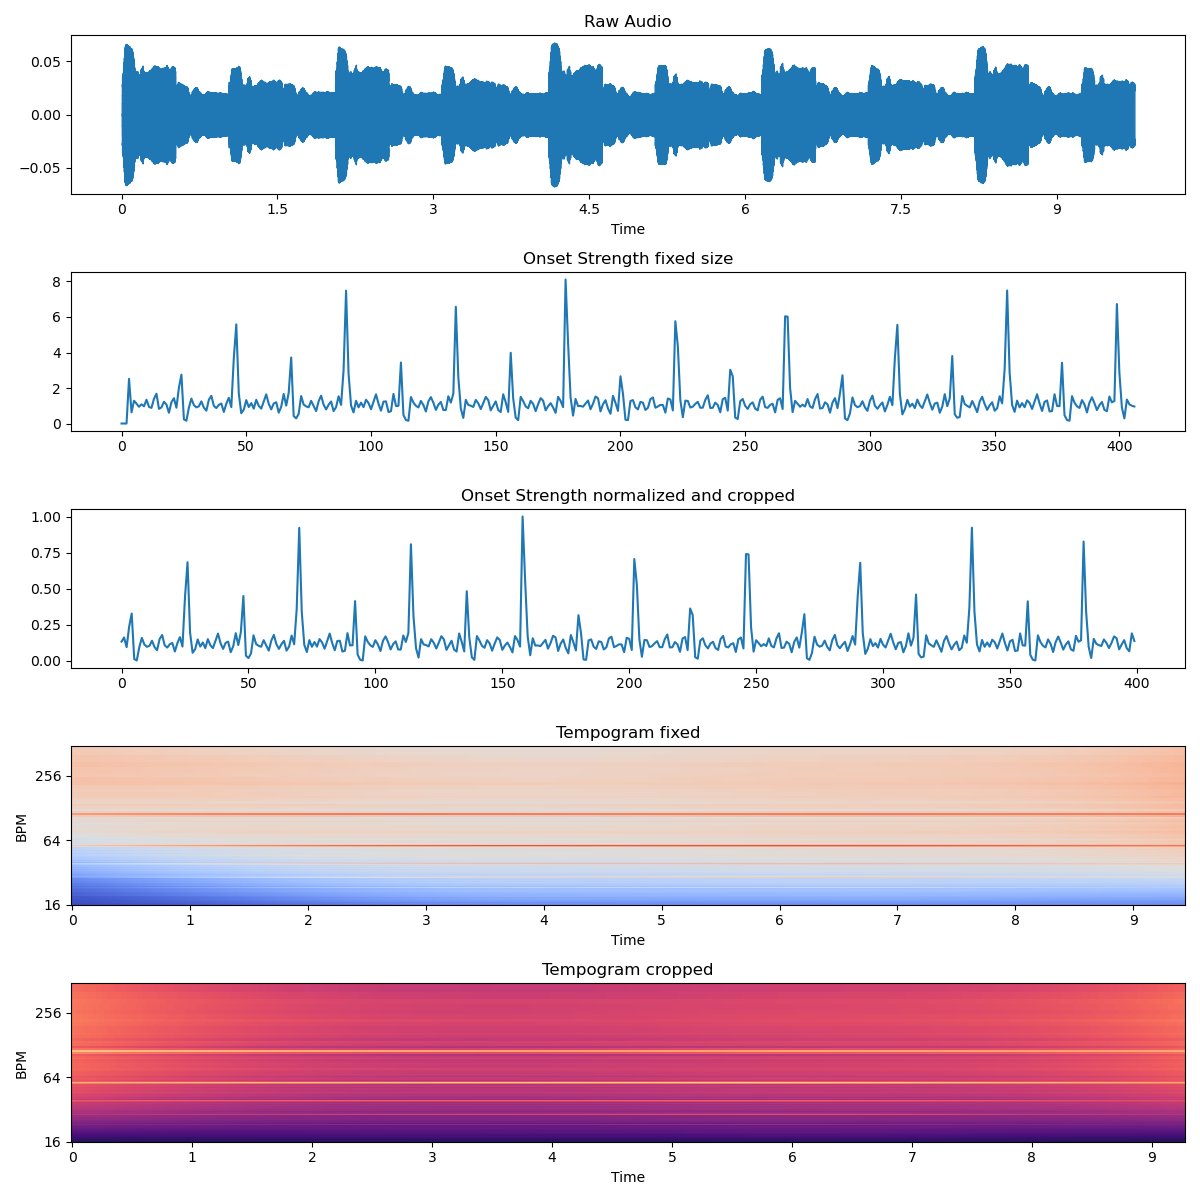 Raw Audio
0.05
0.00
−0.05
0 1.5 3 4.5 6 7.5 9
Time
Onset Strength fixed size
8
6
4
2
0
0 50 100 150 200 250 300 350 400
Onset Strength normalized and cropped
1.00
0.75
0.50
0.25
0.00
0 50 100 150 200 250 300 350 400
Tempogram fixed
256
64
16
BPM
0 1 2 3 4 5 6 7 8 9
Time
Tempogram cropped
256
64
16
BPM
0 1 2 3 4 5 6 7 8 9
Time